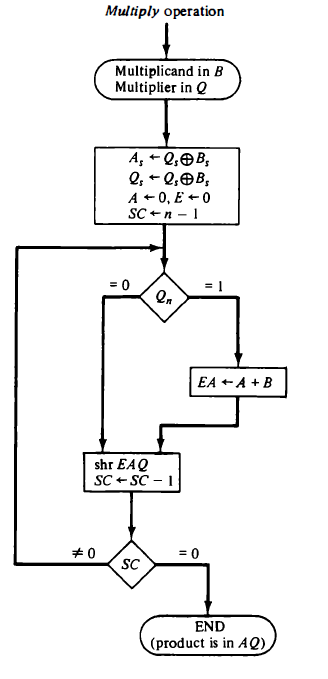 Multiply operation
Multiplicand in B
Multiplier in Q
Aₛ ← Qₛ⊕Bₛ
Qₛ ← Qₛ⊕Bₛ
A ← 0, E ← 0
SC ← n − 1
= 0
= 1
Qₙ
EA ← A + B
shr EAQ
SC ← SC − 1
≠ 0
= 0
SC
END
(product is in AQ)